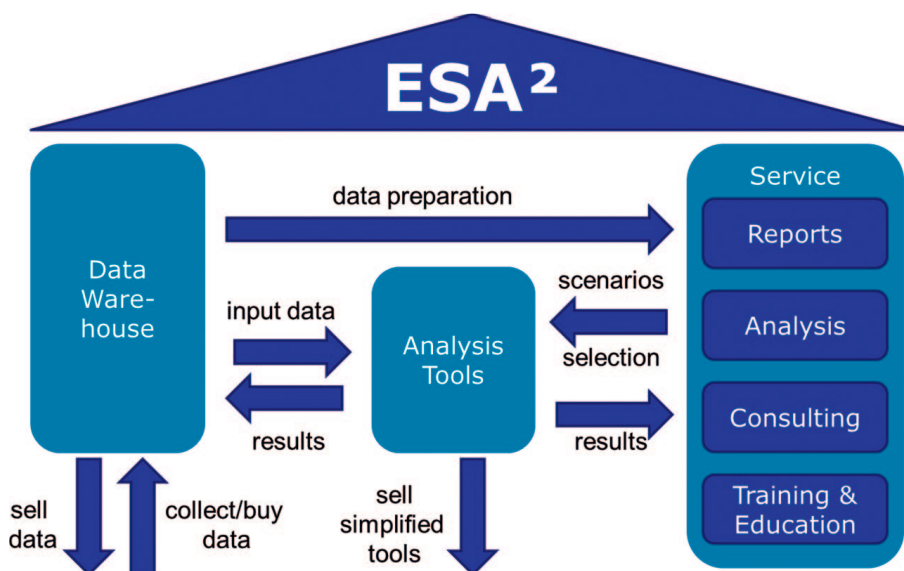 ESA²
Data
Ware-
house
data preparation
input data
results
Analysis
Tools
scenarios
selection
results
Service
Reports
Analysis
Consulting
Training &
Education
sell
data
collect/buy
data
sell
simplified
tools